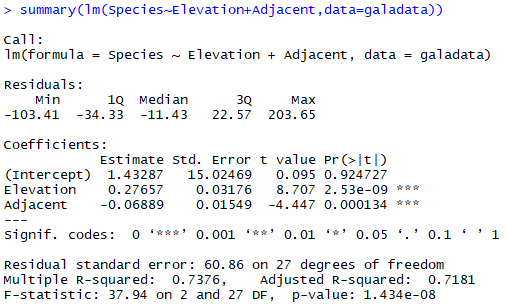 > summary(lm(Species~Elevation+Adjacent,data=galadata))
Call:
lm(formula = Species ~ Elevation + Adjacent, data = galadata)
Residuals:
    Min      1Q  Median      3Q     Max
-103.41  -34.33  -11.43   22.57  203.65
Coefficients:
            Estimate Std. Error t value Pr(>|t|)
(Intercept)  1.43287   15.02469   0.095 0.924727
Elevation    0.27657    0.03176   8.707 2.53e-09 ***
Adjacent    -0.06889    0.01549  -4.447 0.000134 ***
---
Signif. codes:  0 ‘***’ 0.001 ‘**’ 0.01 ‘*’ 0.05 ‘.’ 0.1 ‘ ’ 1
Residual standard error: 60.86 on 27 degrees of freedom
Multiple R-squared:  0.7376,	Adjusted R-squared:  0.7181
F-statistic: 37.94 on 2 and 27 DF,  p-value: 1.434e-08